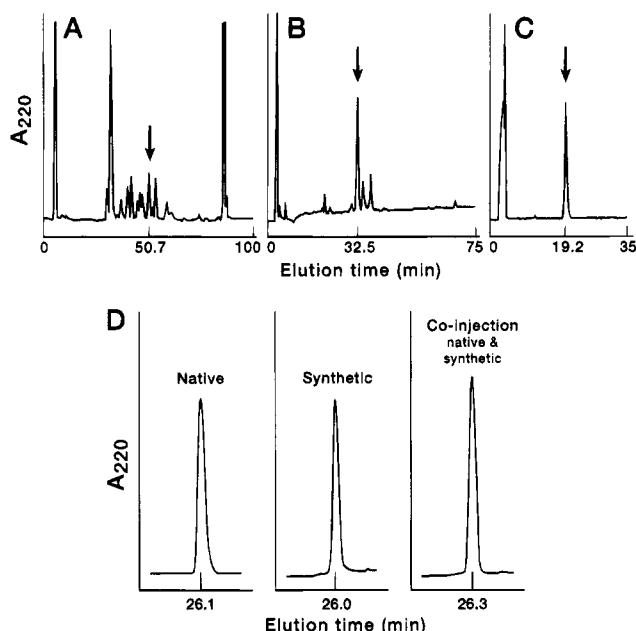 A
B
C
A220
0 50.7 100
0 32.5 75
0 19.2 35
Elution time (min)
D
Native
Synthetic
Co-injection
native &
synthetic
A220
26.1
26.0
26.3
Elution time (min)